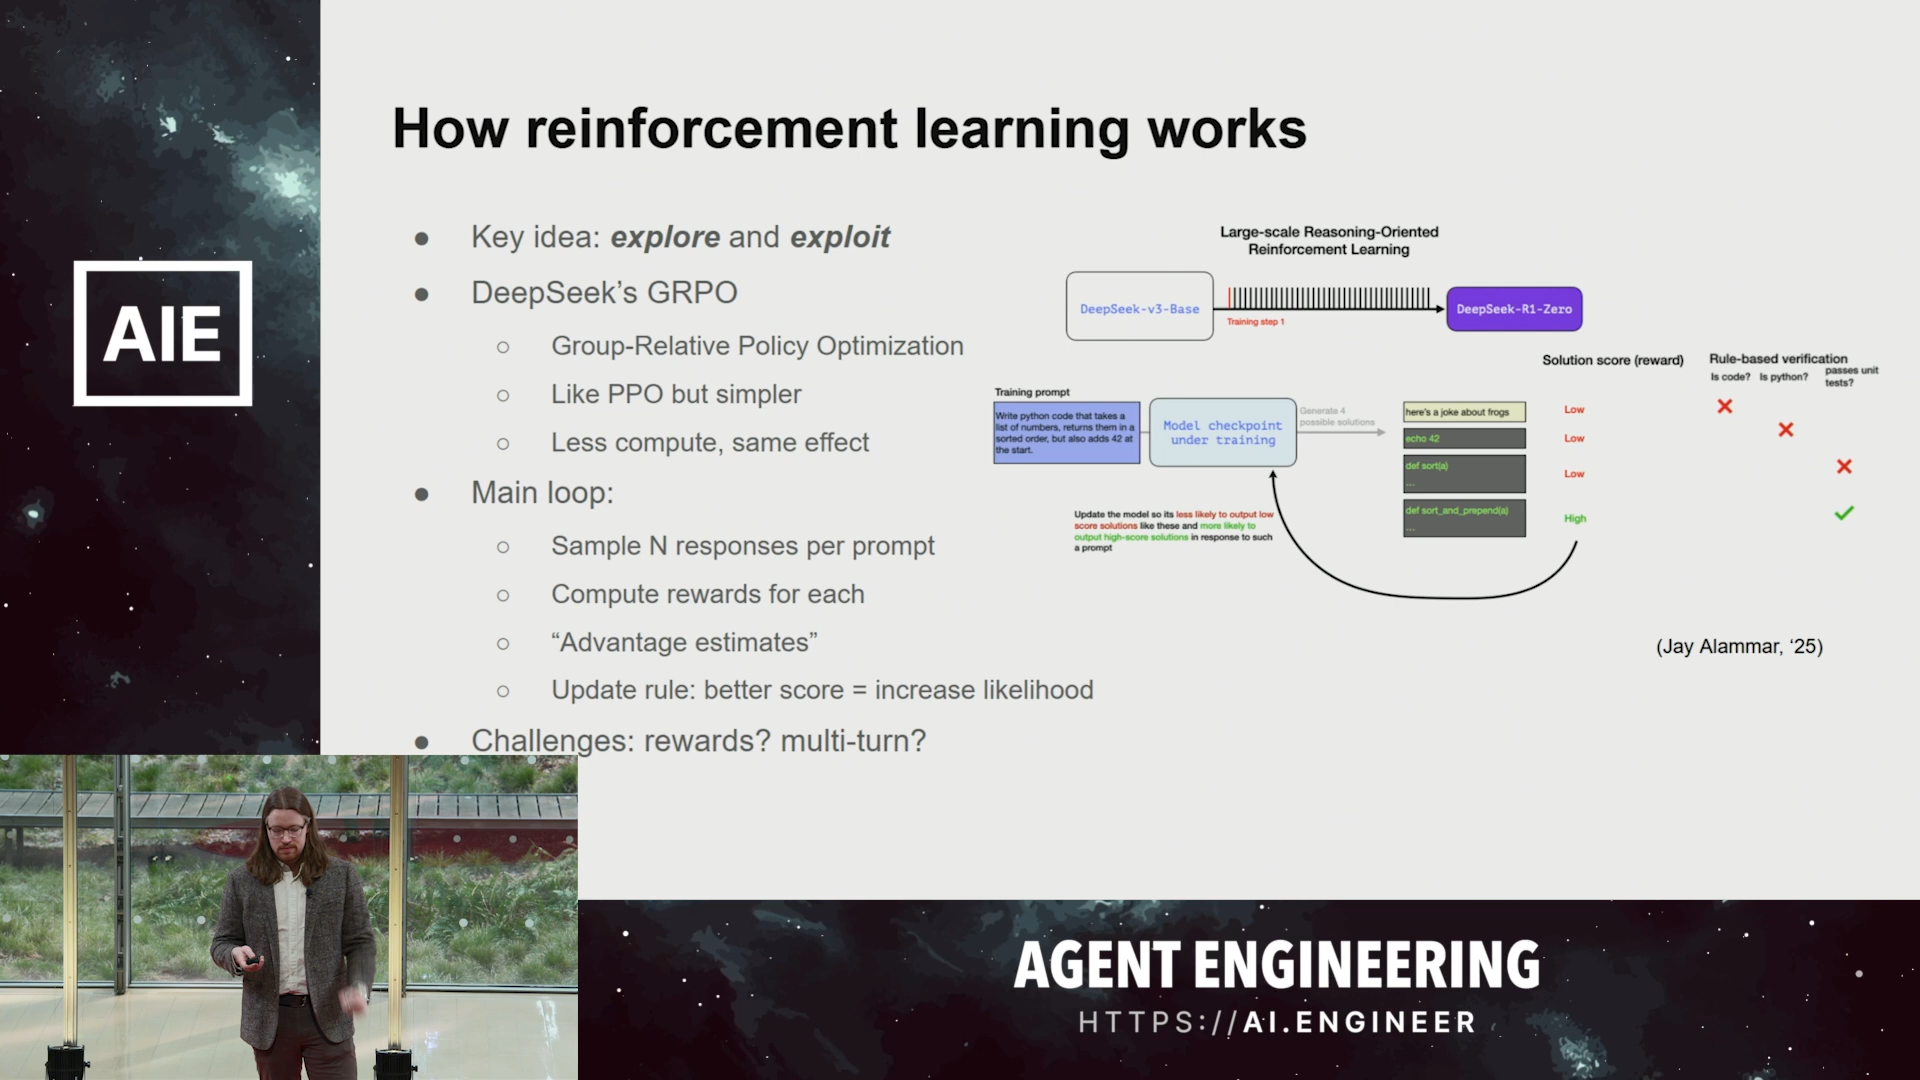 AIE
How reinforcement learning works
● Key idea: explore and exploit
● DeepSeek’s GRPO
○ Group-Relative Policy Optimization
○ Like PPO but simpler
○ Less compute, same effect
● Main loop:
○ Sample N responses per prompt
○ Compute rewards for each
○ “Advantage estimates”
○ Update rule: better score = increase likelihood
● Challenges: rewards? multi-turn?
Large-scale Reasoning-Oriented
Reinforcement Learning
DeepSeek-v3-Base
Training step 1
DeepSeek-R1-Zero
Solution score (reward)
Rule-based verification
Is code? Is python? passes unit
tests?
Training prompt
Write python code that takes a
list of numbers, returns them in a
sorted order, but also adds 42 at
the start.
Model checkpoint
under training
Generate 4
possible solutions
here's a joke about frogs
Low
echo 42
Low
def sort(a)
...
Low
def sort_and_prepend(a)
...
High
Update the model so its less likely to output low
score solutions like these and more likely to
output high-score solutions in response to such
a prompt
(Jay Alammar, ‘25)
AGENT ENGINEERING
HTTPS://AI.ENGINEER